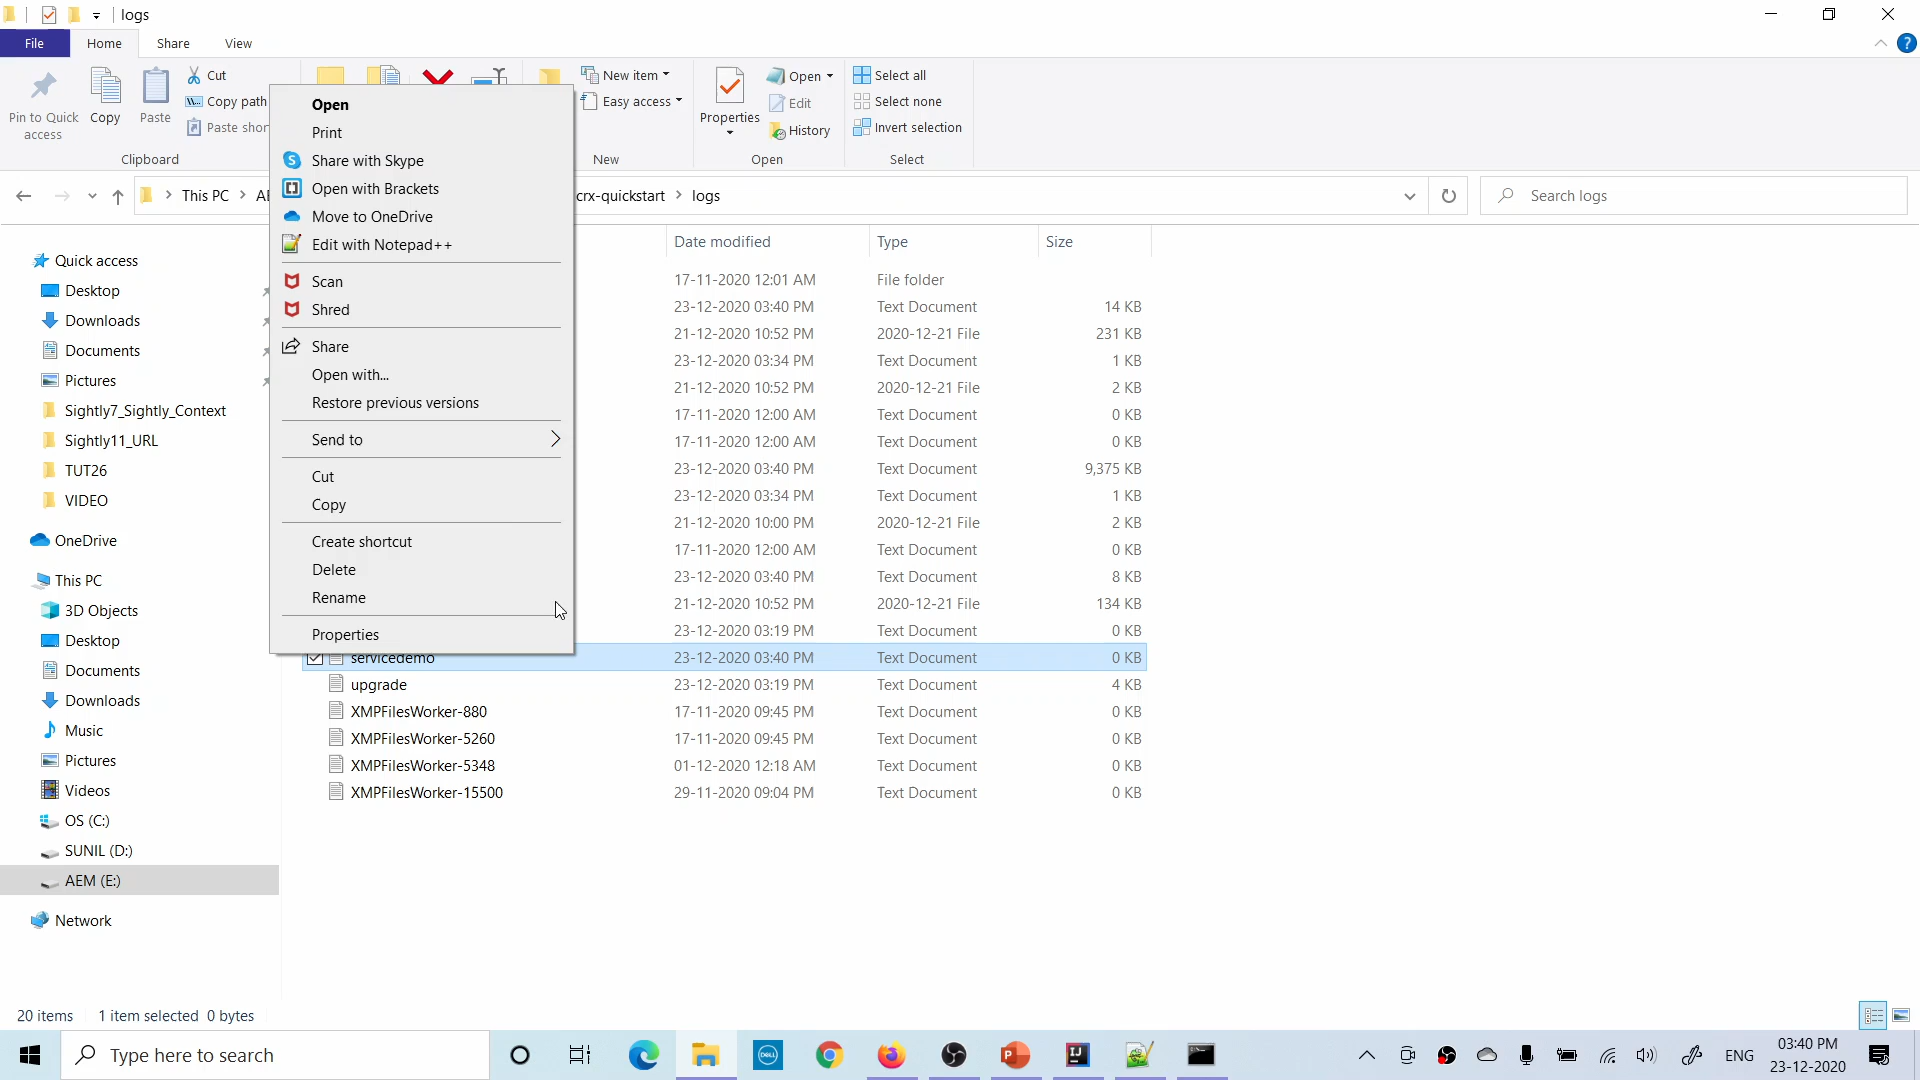 logs
File
Home
Share
View
Pin to Quick
access
Copy
Paste
Cut
Copy path
Paste shor
Clipboard
New item
Easy access
New
Properties
Open
Edit
History
Open
Select all
Select none
Invert selection
Select
This PC
crx-quickstart
logs
Search logs
Open
Print
Share with Skype
Open with Brackets
Move to OneDrive
Edit with Notepad++
Scan
Shred
Share
Open with...
Restore previous versions
Send to
Cut
Copy
Create shortcut
Delete
Rename
Properties
Quick access
Desktop
Downloads
Documents
Pictures
Sightly7_Sightly_Context
Sightly11_URL
TUT26
VIDEO
OneDrive
This PC
3D Objects
Desktop
Documents
Downloads
Music
Pictures
Videos
OS (C:)
SUNIL (D:)
AEM (E:)
Network
Date modified Type Size
17-11-2020 12:01 AM File folder
23-12-2020 03:40 PM Text Document 14 KB
21-12-2020 10:52 PM 2020-12-21 File 231 KB
23-12-2020 03:34 PM Text Document 1 KB
21-12-2020 10:52 PM 2020-12-21 File 2 KB
17-11-2020 12:00 AM Text Document 0 KB
17-11-2020 12:00 AM Text Document 0 KB
23-12-2020 03:40 PM Text Document 9,375 KB
23-12-2020 03:34 PM Text Document 1 KB
21-12-2020 10:00 PM 2020-12-21 File 2 KB
17-11-2020 12:00 AM Text Document 0 KB
23-12-2020 03:40 PM Text Document 8 KB
21-12-2020 10:52 PM 2020-12-21 File 134 KB
23-12-2020 03:19 PM Text Document 0 KB
servicedemo 23-12-2020 03:40 PM Text Document 0 KB
upgrade 23-12-2020 03:19 PM Text Document 4 KB
XMPFilesWorker-880 17-11-2020 09:45 PM Text Document 0 KB
XMPFilesWorker-5260 17-11-2020 09:45 PM Text Document 0 KB
XMPFilesWorker-5348 01-12-2020 12:18 AM Text Document 0 KB
XMPFilesWorker-15500 29-11-2020 09:04 PM Text Document 0 KB
20 items 1 item selected 0 bytes
Type here to search
DELL
ENG
03:40 PM
23-12-2020